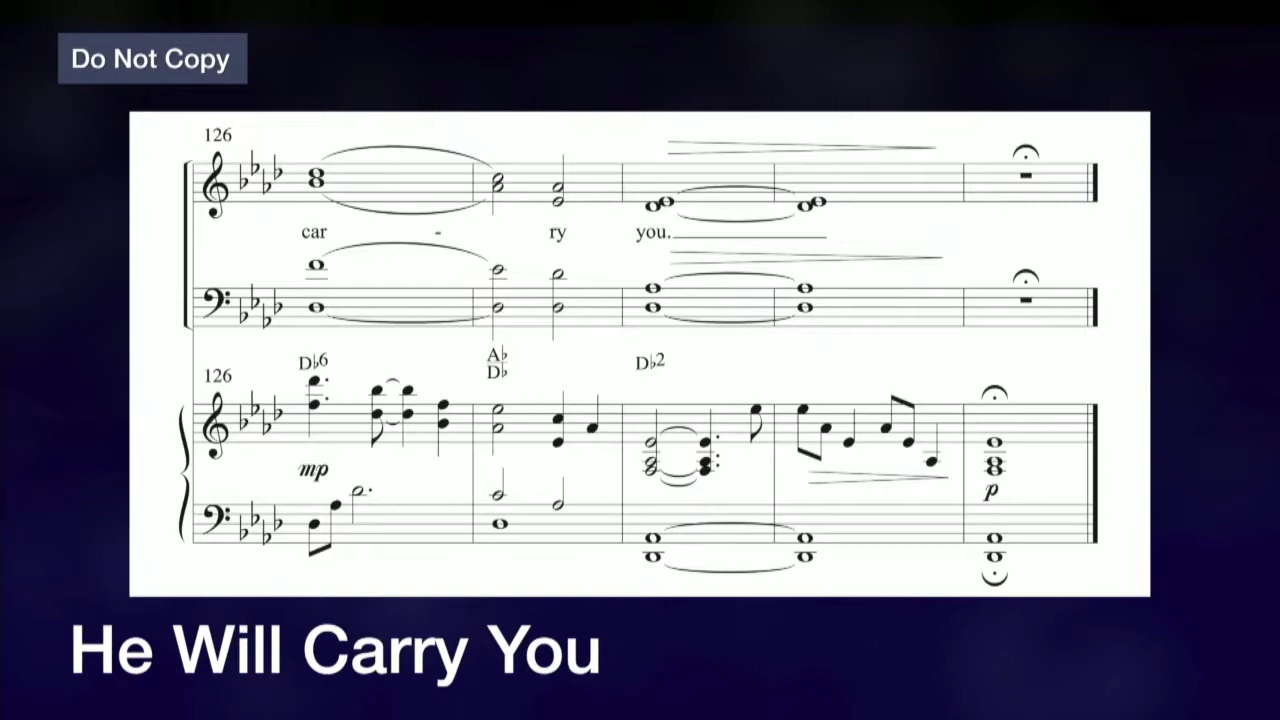 Do Not Copy
126
car - ry you.
126
D♭6 A♭ D♭2
D♭
mp
p
He Will Carry You